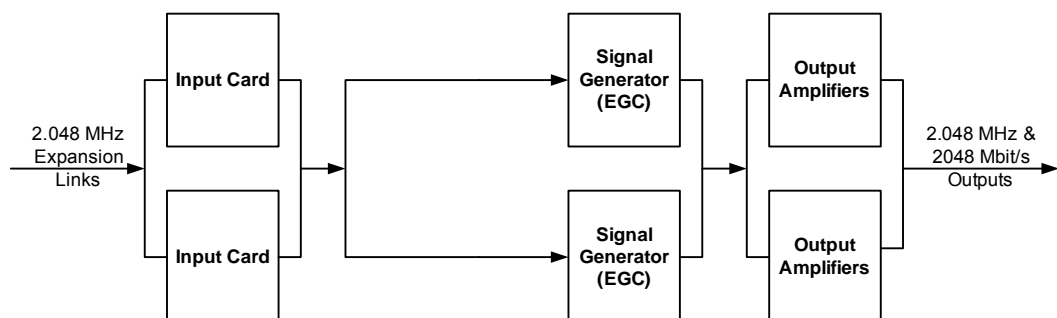 Input Card
Signal
Generator
(EGC)
Output
Amplifiers
2.048 MHz
Expansion
Links
2.048 MHz &
2048 Mbit/s
Outputs
Input Card
Signal
Generator
(EGC)
Output
Amplifiers